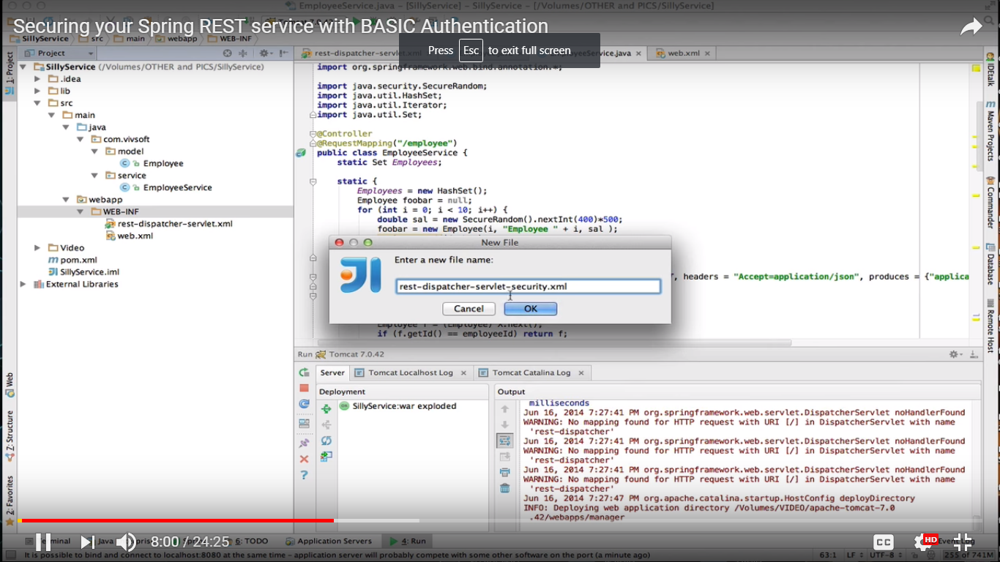 EmployeeService.java - [SillyService] - SillyService - [/Volumes/OTHER and PICS/SillyService]
Securing your Spring REST service with BASIC Authentication
Press Esc to exit full screen
SillyService src main webapp WEB-INF
Project
rest-dispatcher-servlet.xml
EmployeeService.java
web.xml
1: Project
SillyService (/Volumes/OTHER and PICS/SillyService)
.idea
lib
src
main
java
com.vivsoft
model
Employee
service
EmployeeService
webapp
WEB-INF
rest-dispatcher-servlet.xml
web.xml
Video
pom.xml
SillyService.iml
External Libraries
import org.springframework.web.bind.annotation.*;
import java.security.SecureRandom;
import java.util.HashSet;
import java.util.Iterator;
import java.util.Set;
@Controller
@RequestMapping("/employee")
public class EmployeeService {
static Set Employees;
static {
Employees = new HashSet();
Employee foobar = null;
for (int i = 0; i < 10; i++) {
double sal = new SecureRandom().nextInt(400)*500;
foobar = new Employee(i, "Employee " + i, sal );
New File
Enter a new file name:
rest-dispatcher-servlet-security.xml
Cancel
OK
", headers = "Accept=application/json", produces = {"applica
Employee f = (Employee) X.next();
if (f.getId() == employeeId) return f;
IDEtalk
Maven Projects
Commander
Database
Remote Host
Web
Z: Structure
2: Favorites
Run Tomcat 7.0.42
Server
Tomcat Localhost Log
Tomcat Catalina Log
Deployment
Output
SillyService:war exploded
milliseconds
Jun 16, 2014 7:27:41 PM org.springframework.web.servlet.DispatcherServlet noHandlerFound
WARNING: No mapping found for HTTP request with URI [/] in DispatcherServlet with name
'rest-dispatcher'
Jun 16, 2014 7:27:41 PM org.springframework.web.servlet.DispatcherServlet noHandlerFound
WARNING: No mapping found for HTTP request with URI [/] in DispatcherServlet with name
'rest-dispatcher'
Jun 16, 2014 7:27:41 PM org.springframework.web.servlet.DispatcherServlet noHandlerFound
WARNING: No mapping found for HTTP request with URI [/] in DispatcherServlet with name
'rest-dispatcher'
Jun 16, 2014 7:27:47 PM org.apache.catalina.startup.HostConfig deployDirectory
INFO: Deploying web application directory /Volumes/VIDEO/apache-tomcat-7.0
.42/webapps/manager
8:00 / 24:25
CC
HD
6: TODO
Application Servers
4: Run
Event Log
It is possible to bind and connect to localhost:8080 at the same time - application server will probably compete with some other software on the port (a minute ago)
63:1 LF UTF-8 255 of 741M